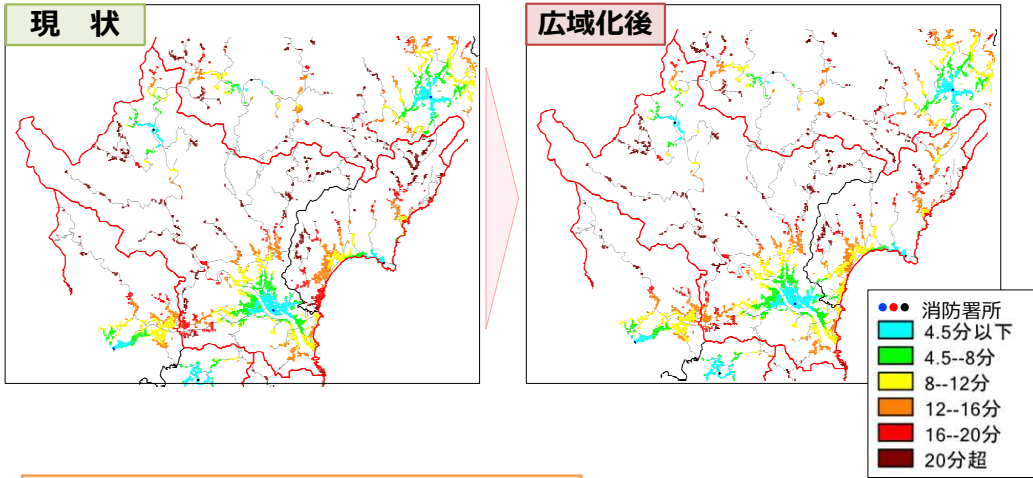 現　状
広域化後
消防署所
4.5分以下
4.5--8分
8--12分
12--16分
16--20分
20分超